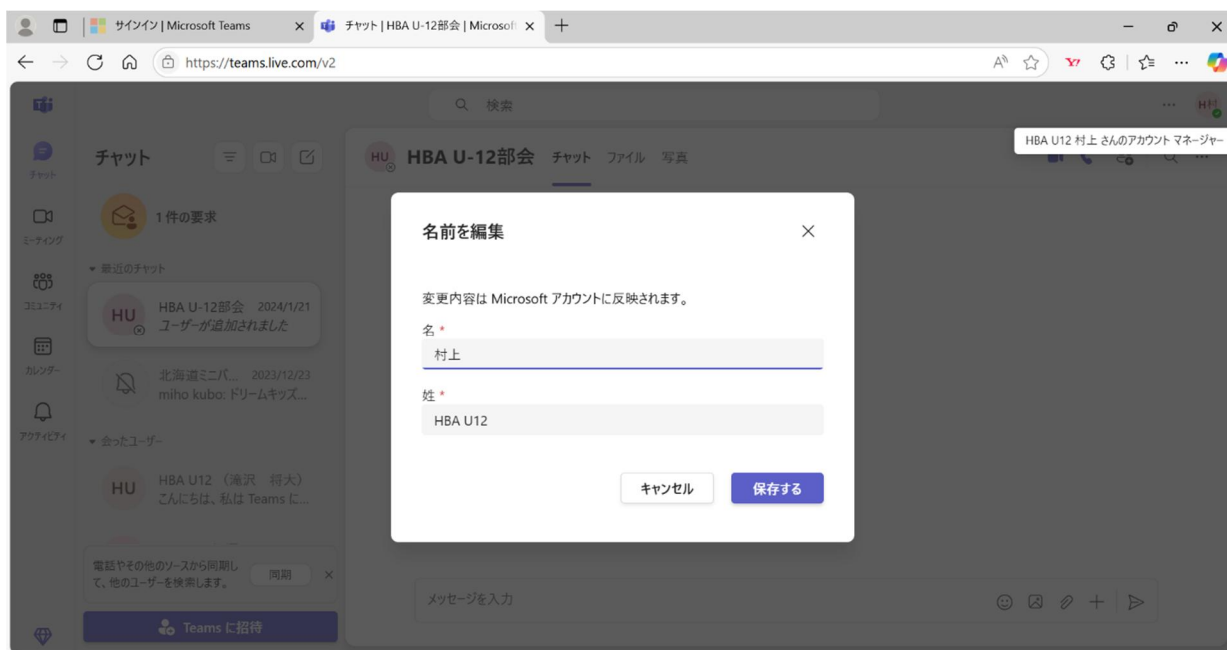 サインイン | Microsoft Teams
チャット | HBA U-12部会 | Microsoft
https://teams.live.com/v2
検索
HBA U12 村上 さんのアカウント マネージャー
チャット
チャット
HU
HBA U-12部会
チャット
ファイル
写真
1 件の要求
ミーティング
最近のチャット
コミュニティ
HU
HBA U-12部会
2024/1/21
ユーザーが追加されました
カレンダー
北海道ミニバ...
2023/12/23
miho kubo: ドリームキッズ...
アクティビティ
会ったユーザー
HU
HBA U12 (滝沢 将大)
こんにちは、私は Teams に...
電話やその他のソースから同期し
て、他のユーザーを検索します。
同期
Teams に招待
名前を編集
変更内容は Microsoft アカウントに反映されます。
名 *
村上
姓 *
HBA U12
キャンセル
保存する
メッセージを入力